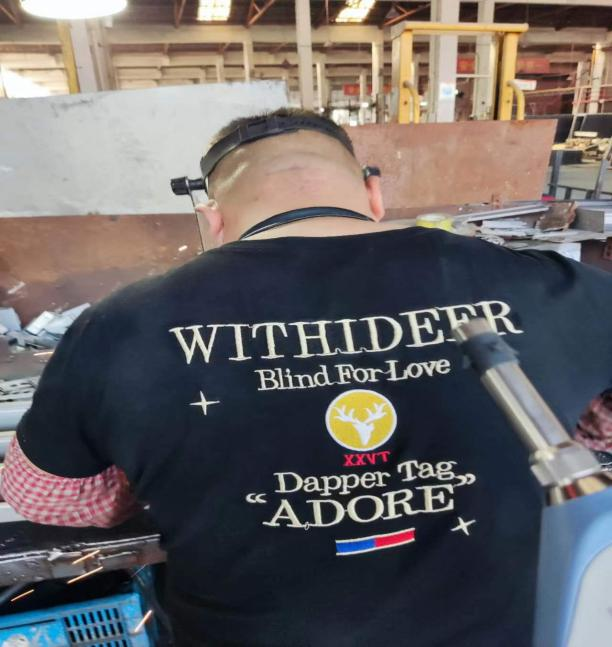 WITHIDEER
Blind For Love
XXVT
Dapper Tag
“ADORE”